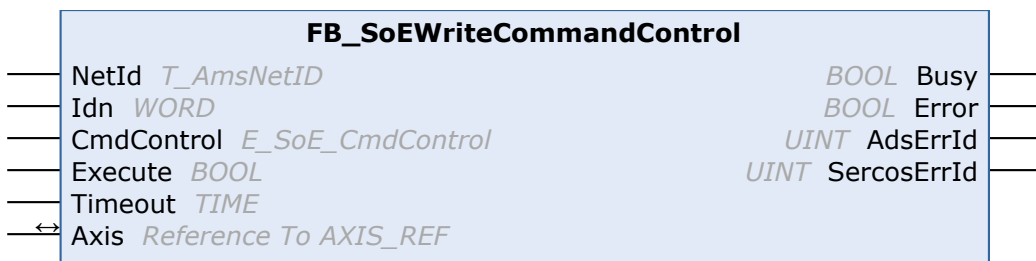 FB_SoEWriteCommandControl
NetId T_AmsNetID BOOL Busy
Idn WORD BOOL Error
CmdControl E_SoE_CmdControl UINT AdsErrId
Execute BOOL UINT SercosErrId
Timeout TIME
↔ Axis Reference To AXIS_REF